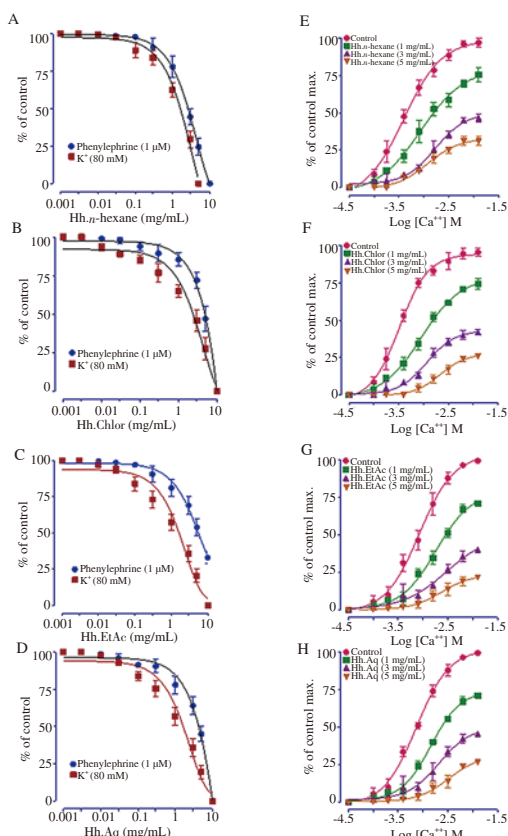 A
100
75
50
25
0
% of control
Phenylephrine (1 μM)
K⁺(80 mM)
0.001 0.01 0.1 1 10
Hh.n-hexane (mg/mL)
B
100
75
50
25
0
% of control
Phenylephrine (1 μM)
K⁺(80 mM)
0.001 0.01 0.1 1 10
Hh.Chlor (mg/mL)
C
100
75
50
25
0
% of control
Phenylephrine (1 μM)
K⁺(80 mM)
0.001 0.01 0.1 1 10
Hh.EtAc (mg/mL)
D
100
75
50
25
0
% of control
Phenylephrine (1 μM)
K⁺(80 mM)
0.001 0.01 0.1 1 10
Hh.Aq (mg/mL)
E
100
75
50
25
0
% of control max.
Control
Hh.n-hexane (1 mg/mL)
Hh.n-hexane (3 mg/mL)
Hh.n-hexane (5 mg/mL)
-4.5 -3.5 -2.5 -1.5
Log [Ca⁺⁺] M
F
100
75
50
25
0
% of control max.
Control
Hh.Chlor (1 mg/mL)
Hh.Chlor (3 mg/mL)
Hh.Chlor (5 mg/mL)
-4.5 -3.5 -2.5 -1.5
Log [Ca⁺⁺] M
G
100
75
50
25
0
% of control max.
Control
Hh.EtAc (1 mg/mL)
Hh.EtAc (3 mg/mL)
Hh.EtAc (5 mg/mL)
-4.5 -3.5 -2.5 -1.5
Log [Ca⁺⁺] M
H
100
75
50
25
0
% of control max.
Control
Hh.Aq (1 mg/mL)
Hh.Aq (3 mg/mL)
Hh.Aq (5 mg/mL)
-4.5 -3.5 -2.5 -1.5
Log [Ca⁺⁺] M